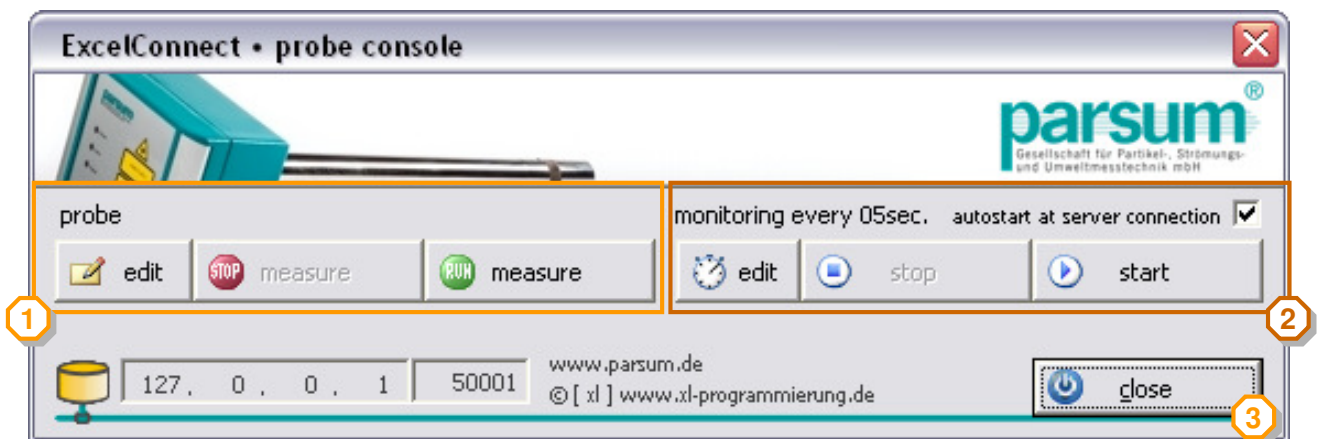 ExcelConnect • probe console
parsum
parsum®
Gesellschaft für Partikel-, Strömungs-
und Umweltmesstechnik mbH
probe
monitoring every 05sec. autostart at server connection
edit STOP measure RUN measure
edit stop start
1
2
127. 0. 0. 1 50001
www.parsum.de
© [ xl ] www.xl-programmierung.de
close
3